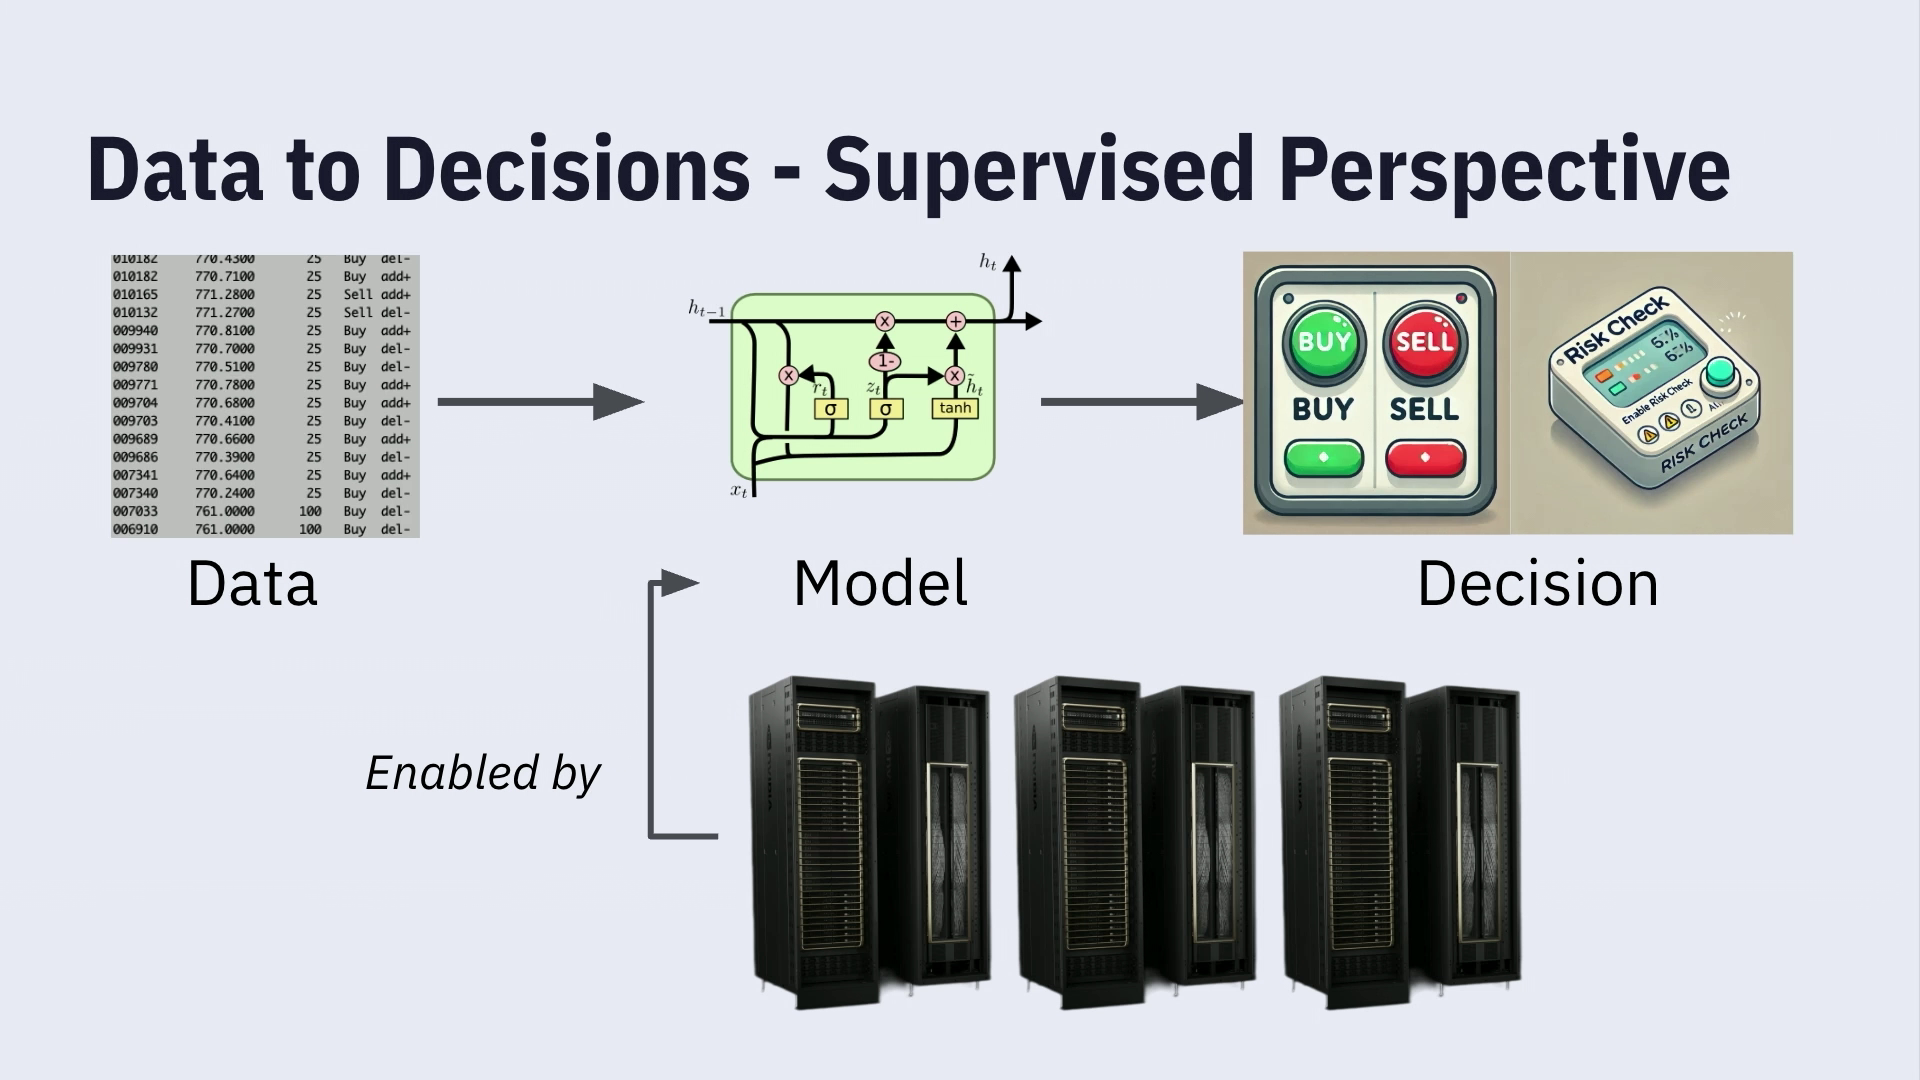 Data to Decisions - Supervised Perspective
010182 770.4300 25 Buy del-
010182 770.7100 25 Buy add+
010165 771.2800 25 Sell add+
010132 771.2700 25 Sell del-
009940 770.8100 25 Buy add+
009931 770.7000 25 Buy del-
009780 770.5100 25 Buy del-
009771 770.7800 25 Buy add+
009704 770.6800 25 Buy add+
009703 770.4100 25 Buy del-
009689 770.6600 25 Buy add+
009686 770.3900 25 Buy del-
007341 770.6400 25 Buy add+
007340 770.2400 25 Buy del-
007033 761.0000 100 Buy del-
006910 761.0000 100 Buy del-
h_t
h_{t-1}
x +
1-
x r_t z_t x h̃_t
σ σ tanh
x_t
BUY SELL
BUY SELL
Risk Check
Enable Risk Check
RISK CHECK
Data
Model
Decision
Enabled by
NVIDIA